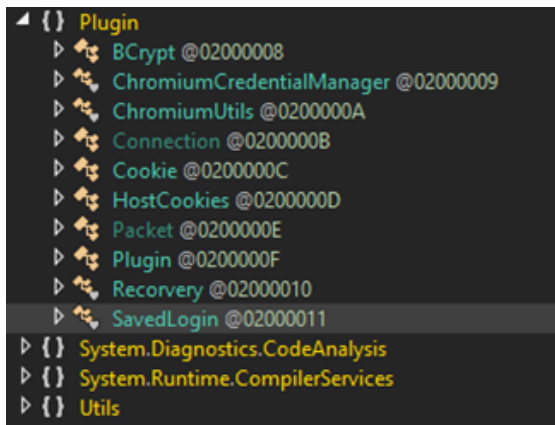 { } Plugin
BCrypt @02000008
ChromiumCredentialManager @02000009
ChromiumUtils @0200000A
Connection @0200000B
Cookie @0200000C
HostCookies @0200000D
Packet @0200000E
Plugin @0200000F
Recorvery @02000010
SavedLogin @02000011
{ } System.Diagnostics.CodeAnalysis
{ } System.Runtime.CompilerServices
{ } Utils